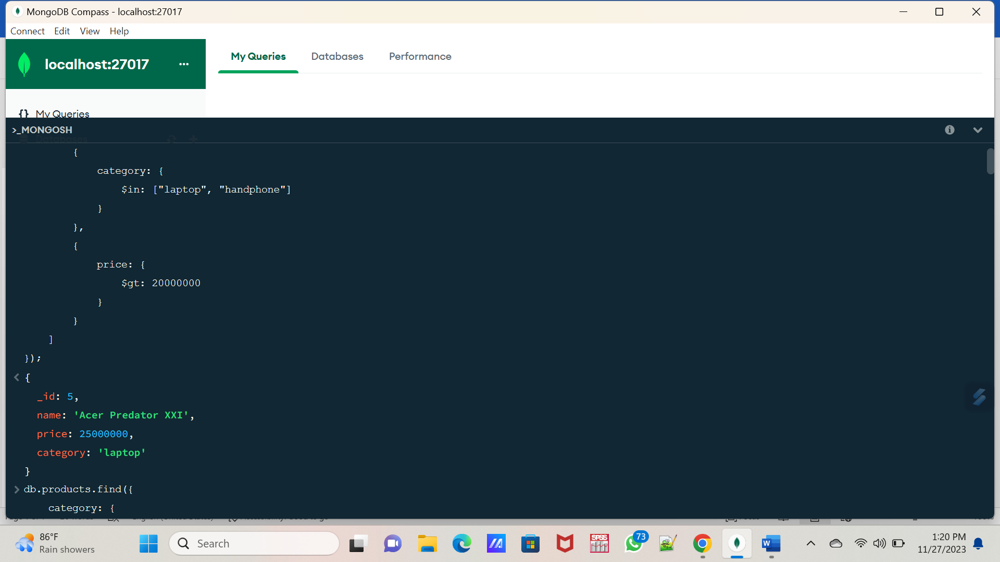 MongoDB Compass - localhost:27017
Connect Edit View Help
localhost:27017 ...
My Queries Databases Performance
{} My Queries
>_MONGOSH
Databases
{
category: {
$in: ["laptop", "handphone"]
}
},
{
price: {
$gt: 20000000
}
}
]
});
< {
_id: 5,
name: 'Acer Predator XXI',
price: 25000000,
category: 'laptop'
}
> db.products.find({
category: {
86°F
Rain showers
Search
SPSS
73
W
1:20 PM
11/27/2023